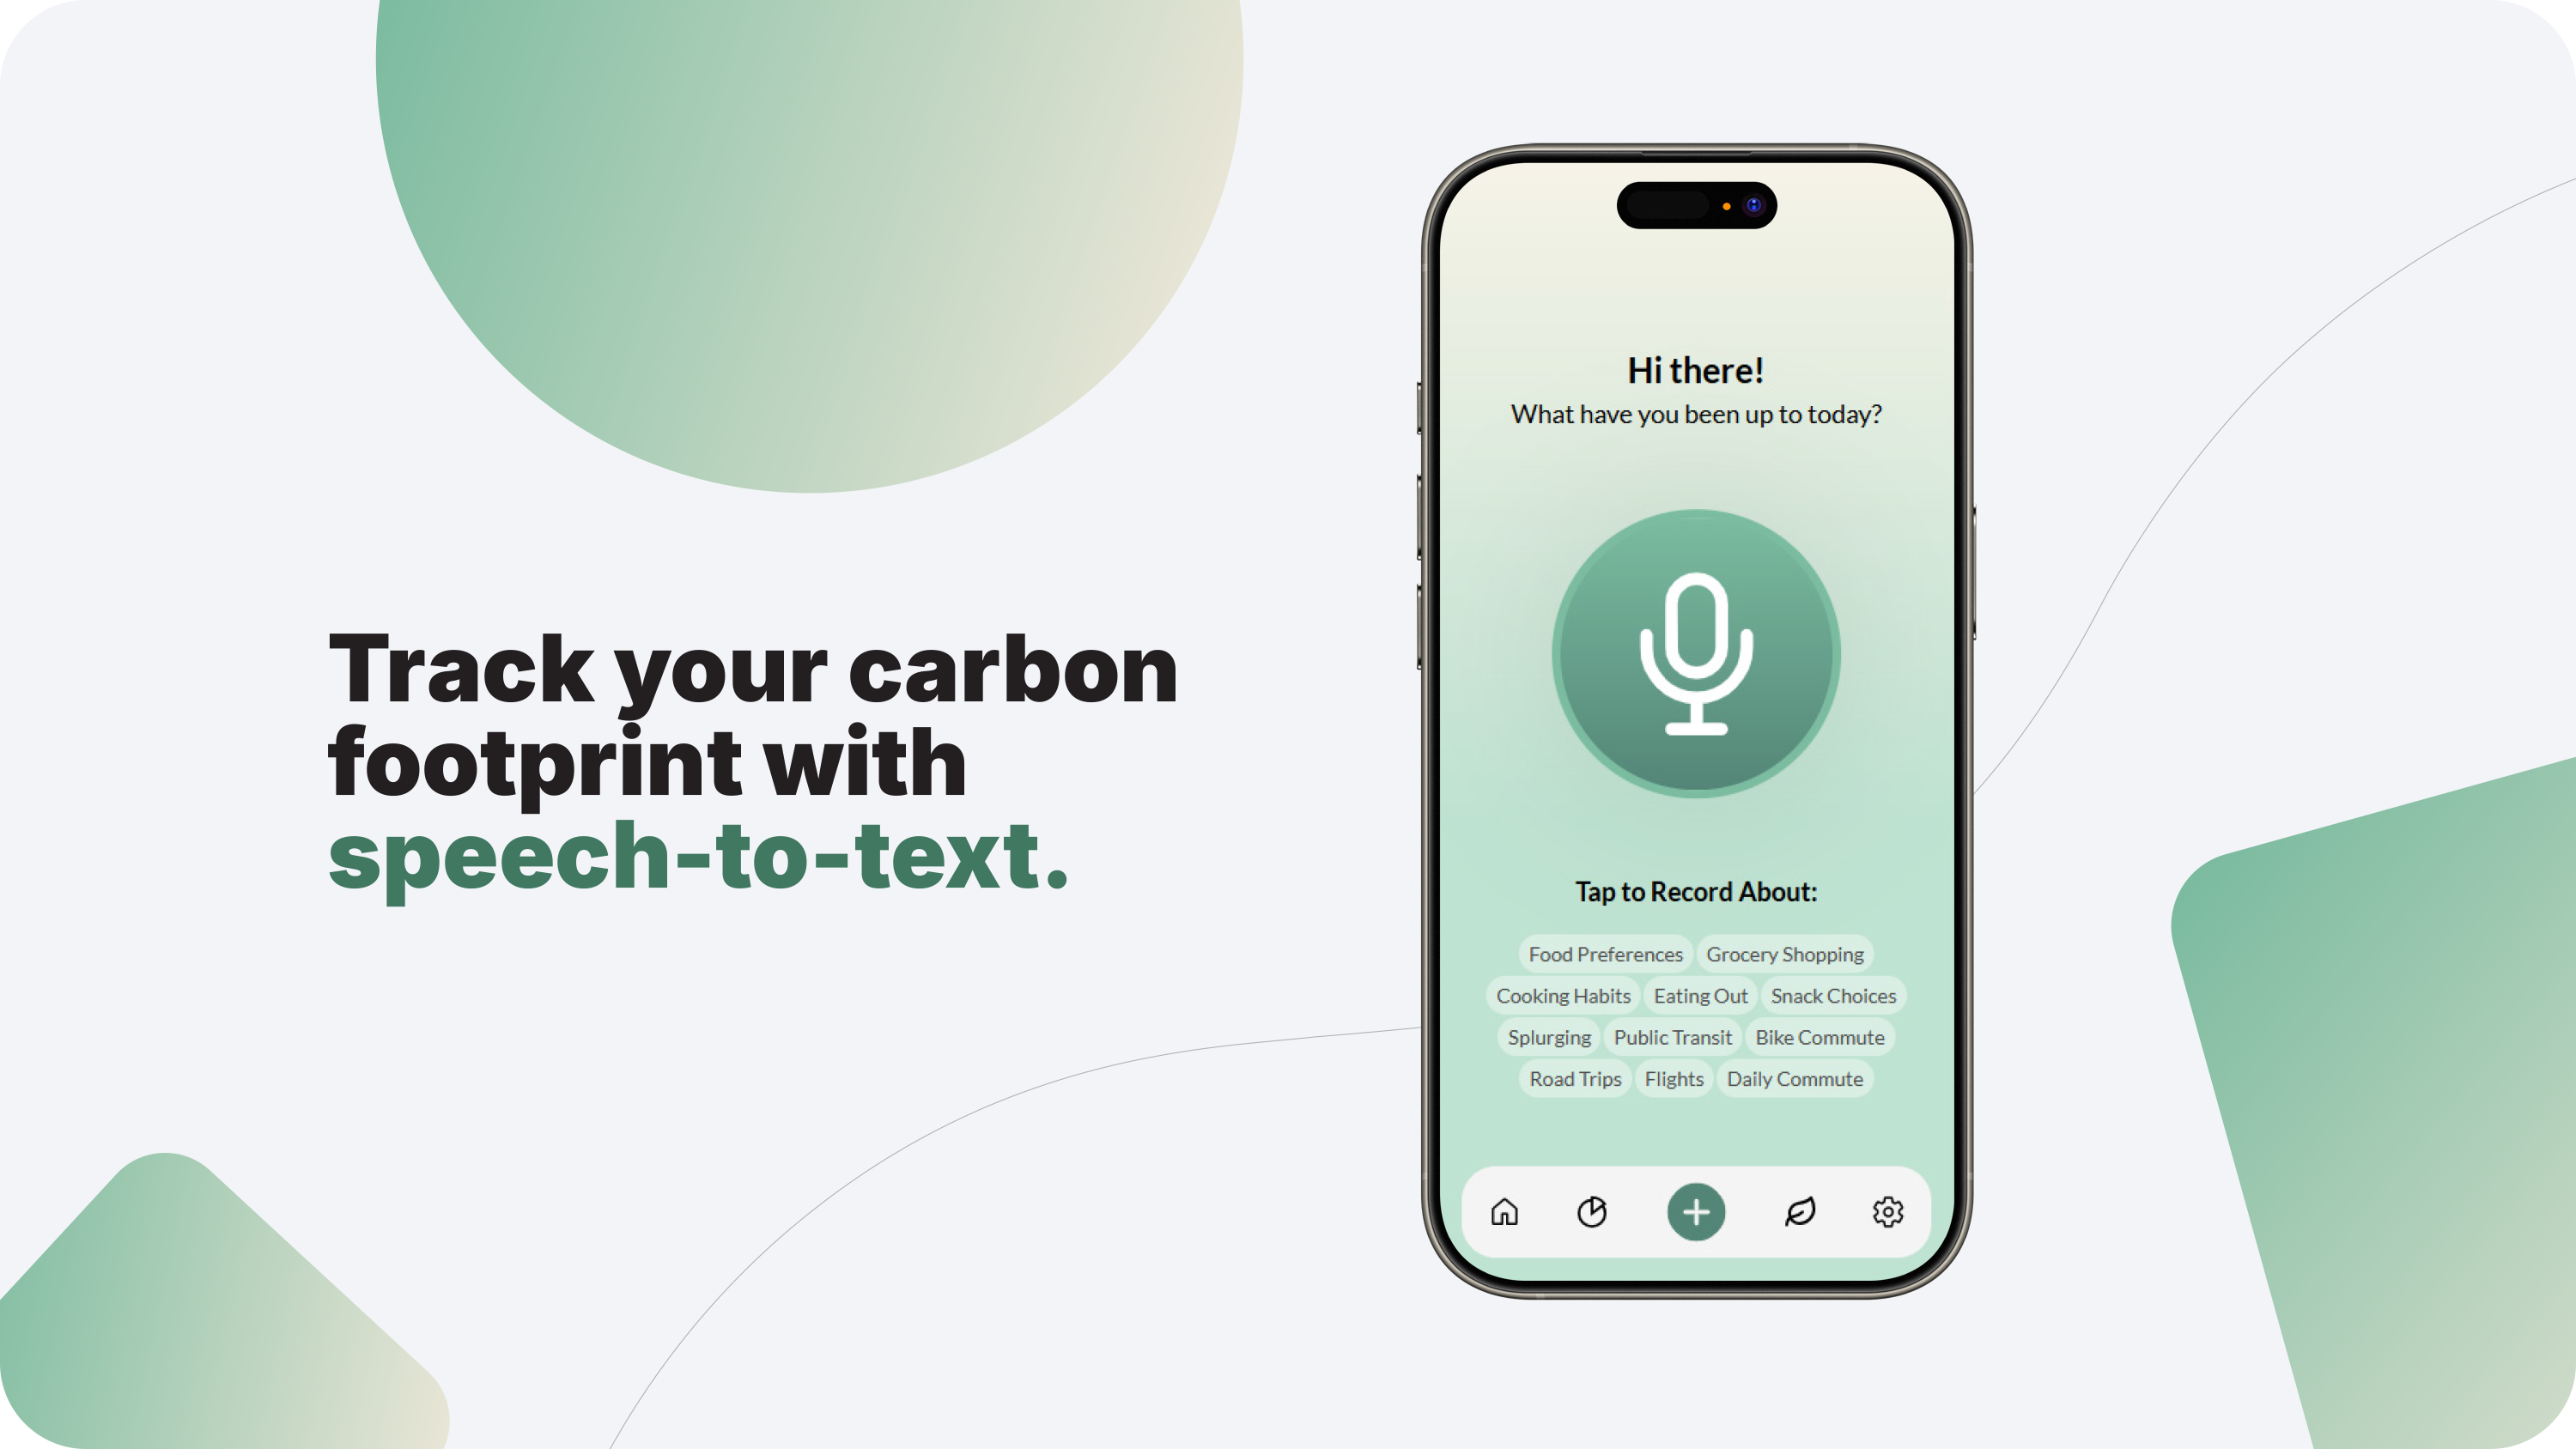 Track your carbon
footprint with
speech-to-text.
Hi there!
What have you been up to today?
Tap to Record About:
Food Preferences Grocery Shopping
Cooking Habits Eating Out Snack Choices
Splurging Public Transit Bike Commute
Road Trips Flights Daily Commute